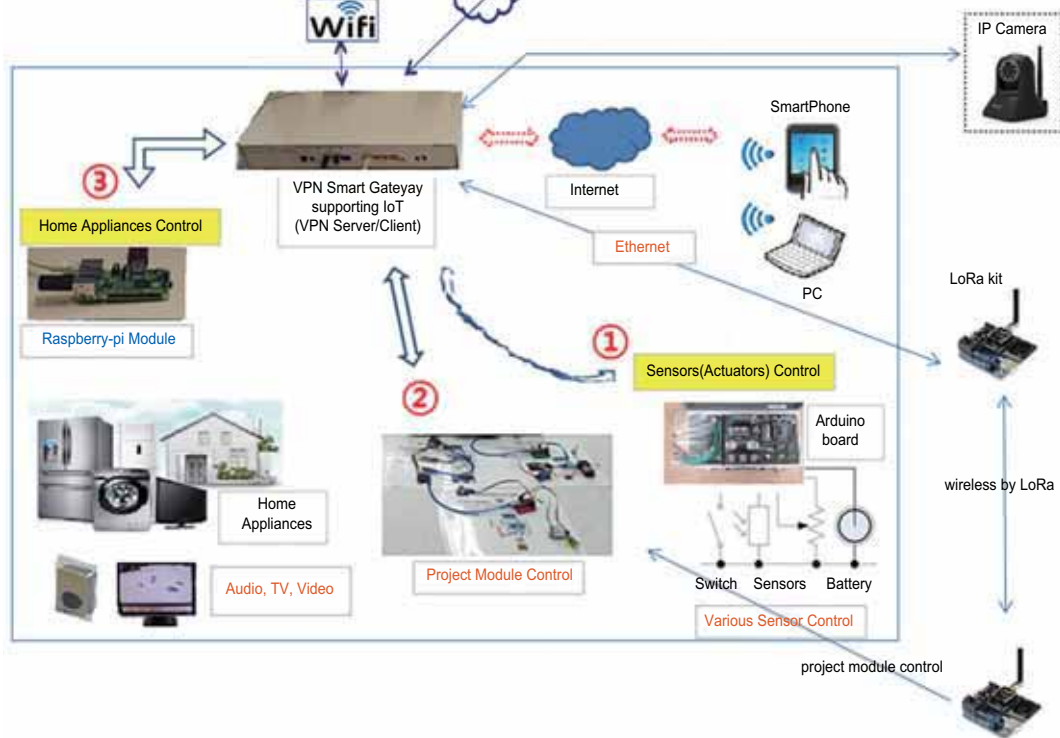 Wifi
IP Camera
SmartPhone
③
VPN Smart Gateyay
supporting IoT
(VPN Server/Client)
Internet
Home Appliances Control
Ethernet
PC
LoRa kit
Raspberry-pi Module
①
Sensors(Actuators) Control
②
Arduino
board
Home
Appliances
wireless by LoRa
Project Module Control
Switch Sensors Battery
Audio, TV, Video
Various Sensor Control
project module control